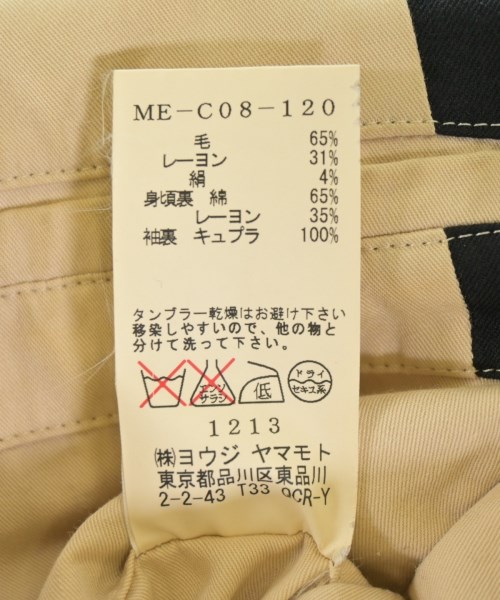 ME-C08-120
毛 65%
レーヨン 31%
絹 4%
身頃裏 綿 65%
レーヨン 35%
袖裏 キュプラ 100%
タンブラー乾燥はお避け下さい
移染しやすいので、他の物と
分けて洗って下さい。
エンソ サラシ 低 ドライ セキユ系
1213
㈱ヨウジ ヤマモト
東京都品川区東品川
2-2-43 T33 9CR-Y